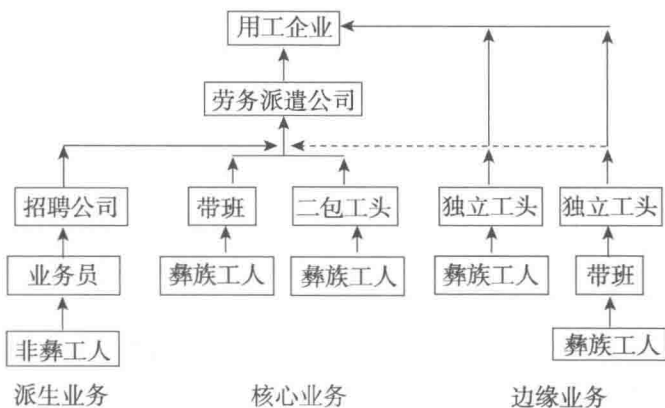 用工企业
劳务派遣公司
招聘公司 带班 二包工头 独立工头 独立工头
业务员 彝族工人 彝族工人 彝族工人 带班
非彝工人 彝族工人
派生业务 核心业务 边缘业务